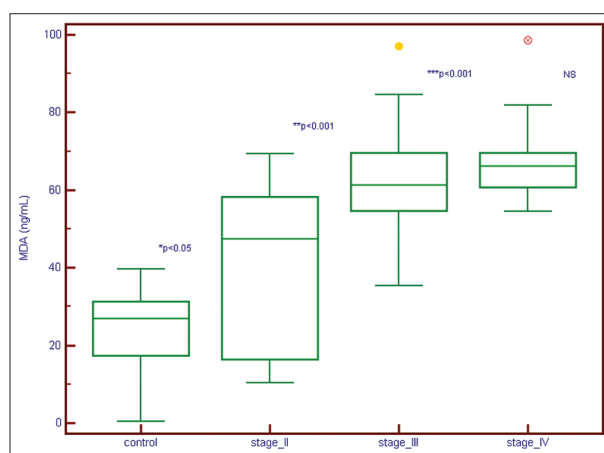 100
***p<0.001
NS
80
**p<0.001
60
MDA (ng/mL)
*p<0.05
40
20
0
control stage_II stage_III stage_IV